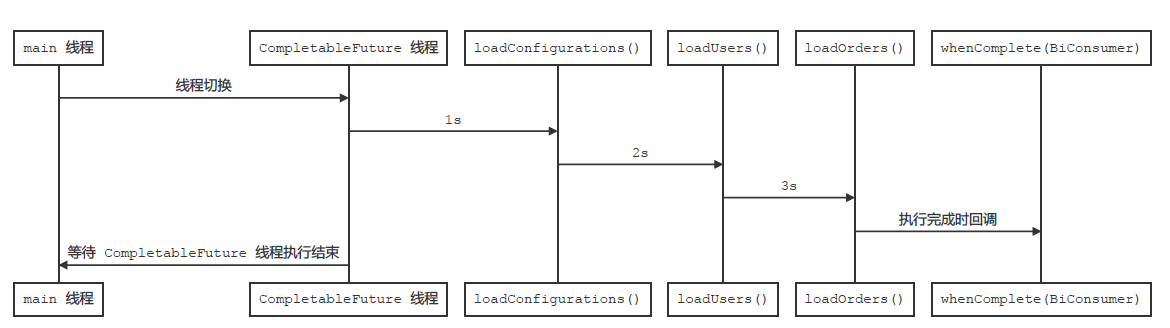 main 线程
CompletableFuture 线程
loadConfigurations()
loadUsers()
loadOrders()
whenComplete(BiConsumer)
线程切换
1s
2s
3s
执行完成时回调
等待 CompletableFuture 线程执行结束
main 线程
CompletableFuture 线程
loadConfigurations()
loadUsers()
loadOrders()
whenComplete(BiConsumer)